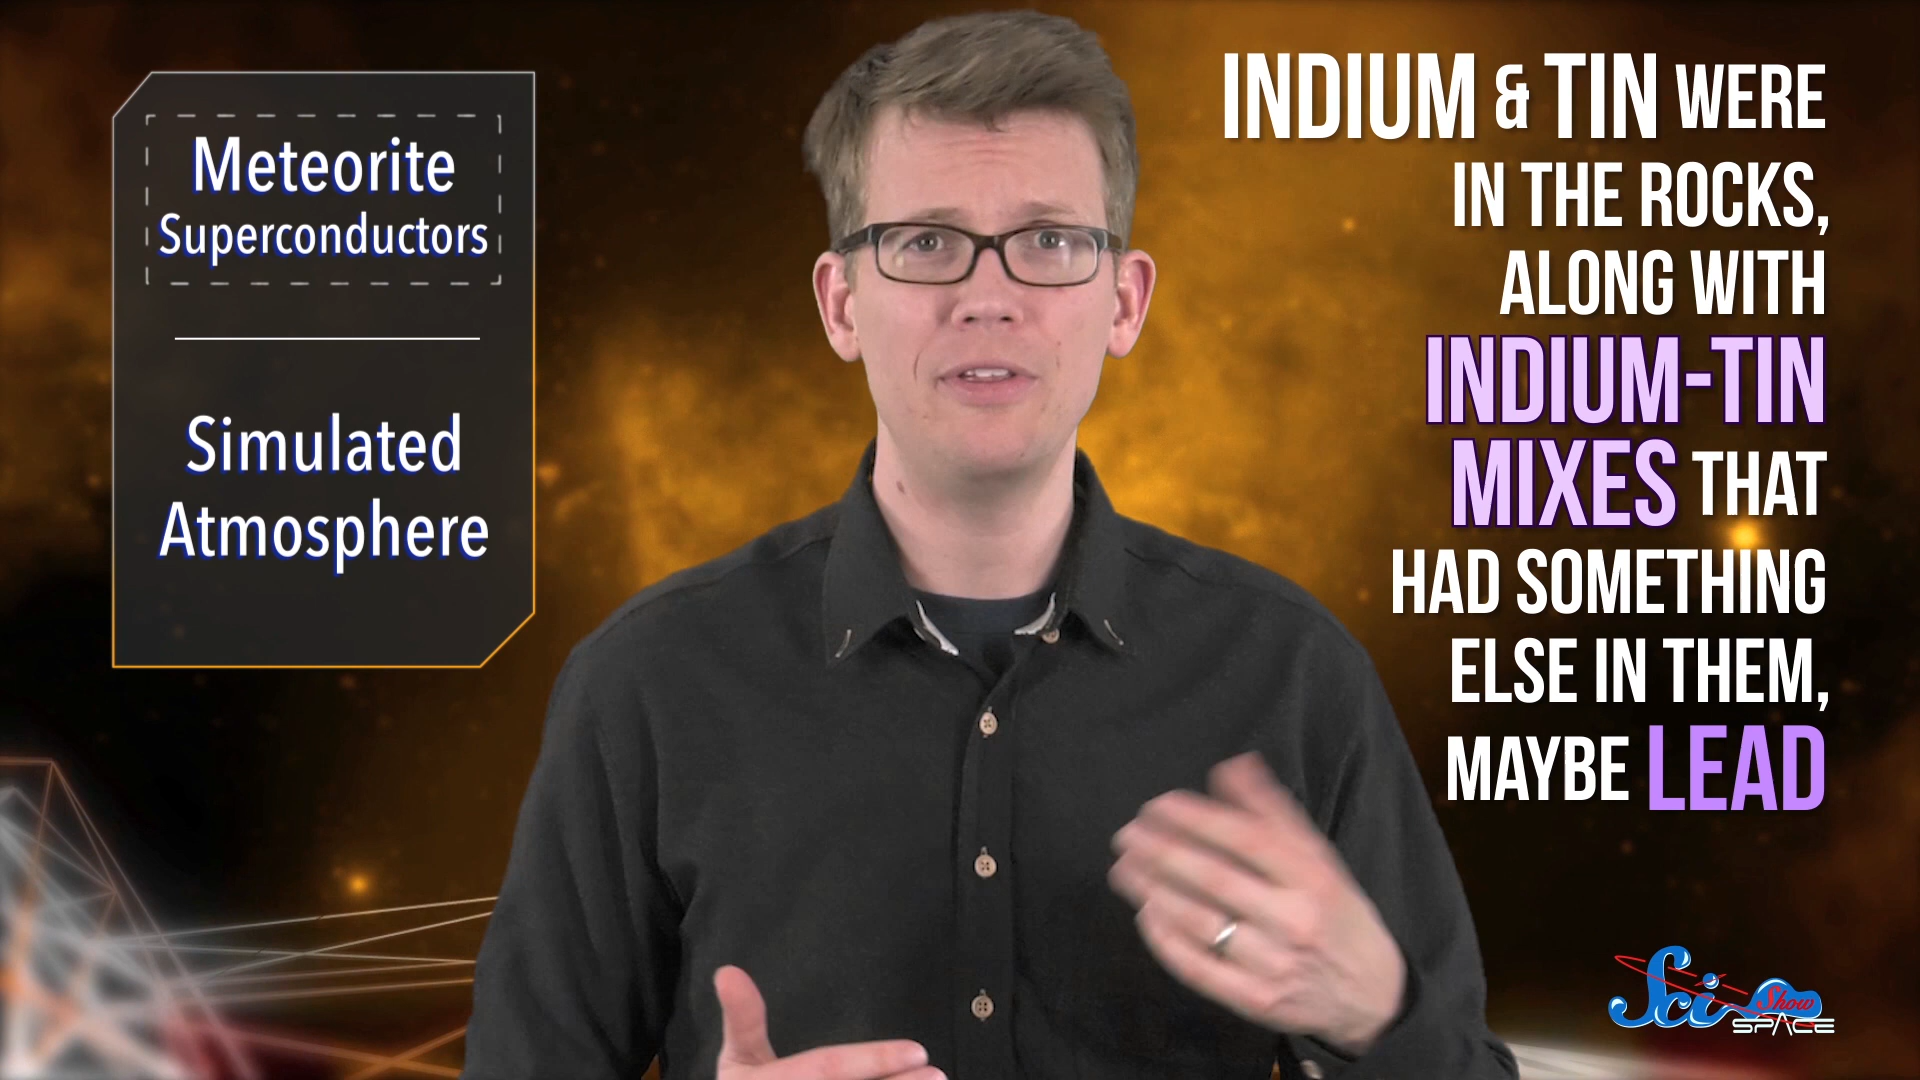 Meteorite
Superconductors
Simulated
Atmosphere
INDIUM & TIN WERE
IN THE ROCKS,
ALONG WITH
INDIUM-TIN
MIXES THAT
HAD SOMETHING
ELSE IN THEM,
MAYBE LEAD
Sci Show
SPACE